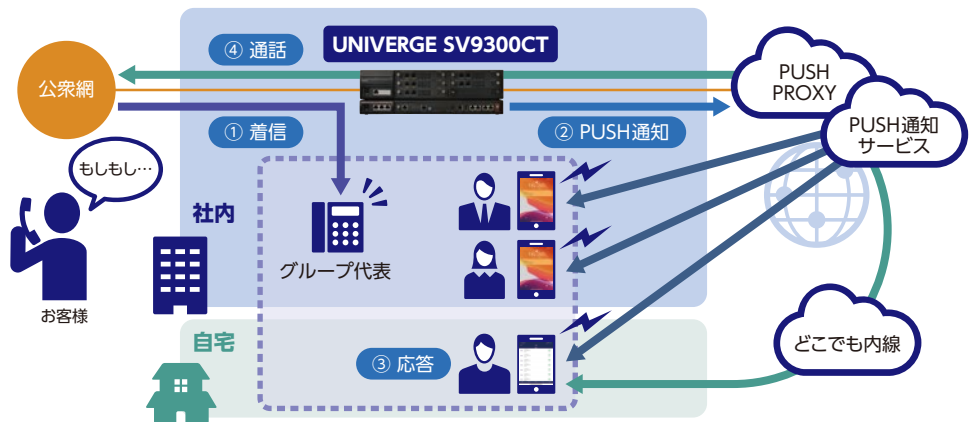 ④ 通話
UNIVERGE SV9300CT
公衆網
PUSH
PROXY
① 着信
② PUSH通知
PUSH通知
サービス
もしもし…
社内
グループ代表
お客様
自宅
③ 応答
どこでも内線